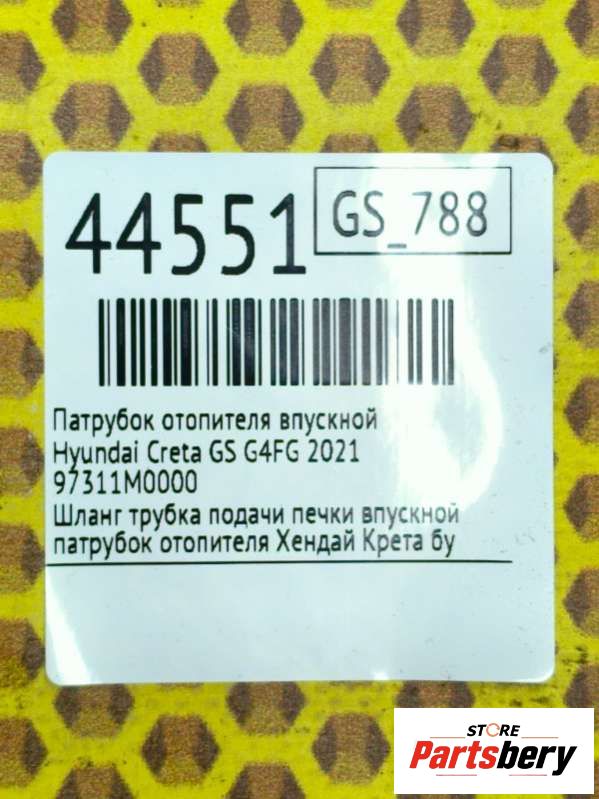 44551
GS_788
Патрубок отопителя впускной
Hyundai Creta GS G4FG 2021
97311M0000
Шланг трубка подачи печки впускной
патрубок отопителя Хендай Крета бу
STORE
Partsbery